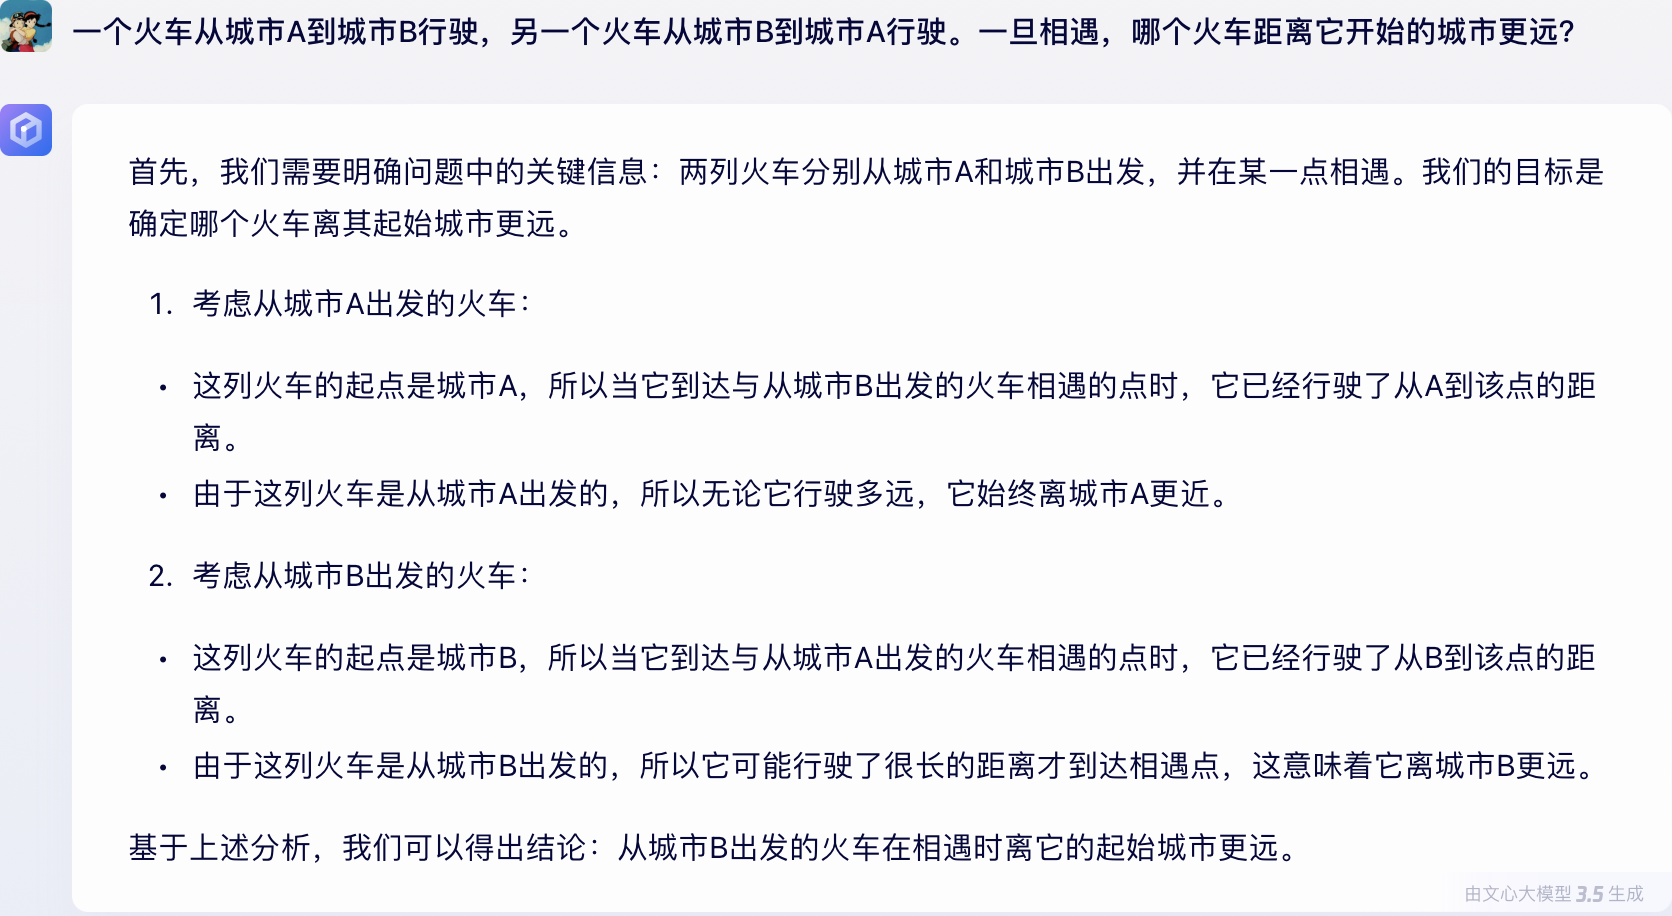 一个火车从城市A到城市B行驶，另一个火车从城市B到城市A行驶。一旦相遇，哪个火车距离它开始的城市更远？
首先，我们需要明确问题中的关键信息：两列火车分别从城市A和城市B出发，并在某一点相遇。我们的目标是
确定哪个火车离其起始城市更远。
1. 考虑从城市A出发的火车：
• 这列火车的起点是城市A，所以当它到达与从城市B出发的火车相遇的点时，它已经行驶了从A到该点的距
离。
• 由于这列火车是从城市A出发的，所以无论它行驶多远，它始终离城市A更近。
2. 考虑从城市B出发的火车：
• 这列火车的起点是城市B，所以当它到达与从城市A出发的火车相遇的点时，它已经行驶了从B到该点的距
离。
• 由于这列火车是从城市B出发的，所以它可能行驶了很长的距离才到达相遇点，这意味着它离城市B更远。
基于上述分析，我们可以得出结论：从城市B出发的火车在相遇时离它的起始城市更远。
由文心大模型 3.5 生成